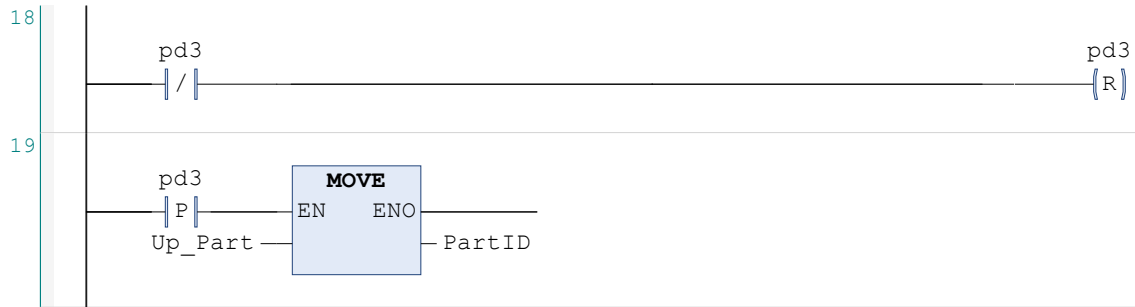 18
pd3 pd3
/ R
19
pd3 MOVE
P EN ENO
Up_Part PartID